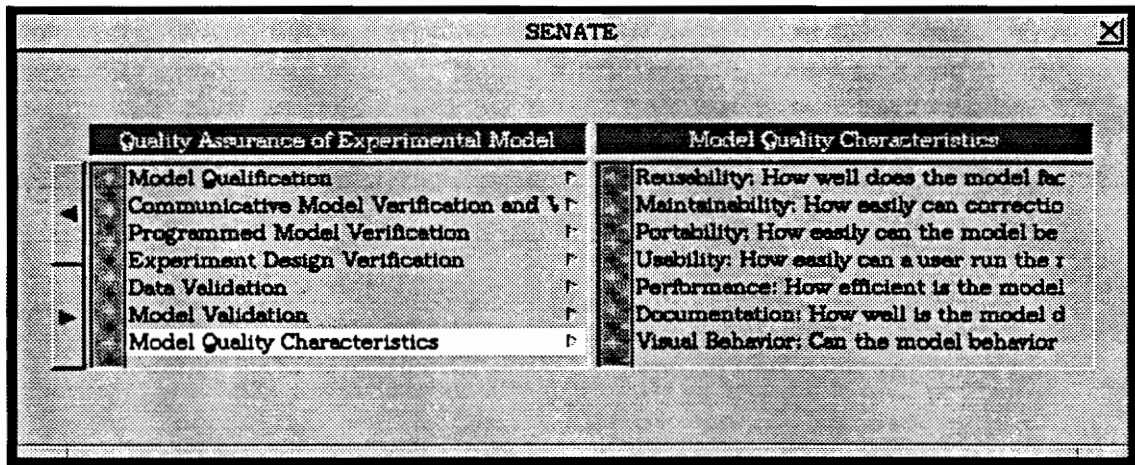 SENATE
Quality Assurance of Experimental Model
Model Qualification
Communicative Model Verification and V
Programmed Model Verification
Experiment Design Verification
Data Validation
Model Validation
Model Quality Characteristics
Model Quality Characteristics
Reusability: How well does the model fac
Maintainability: How easily can correctio
Portability: How easily can the model be
Usability: How easily can a user run the r
Performance: How efficient is the model
Documentation: How well is the model d
Visual Behavior: Can the model behavior